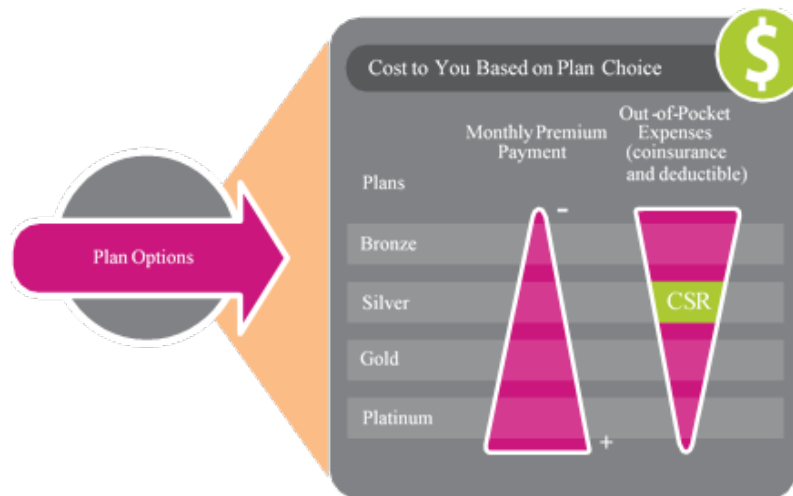 $
Cost to You Based on Plan Choice
Monthly Premium
Payment
Out-of-Pocket
Expenses
(coinsurance
and deductible)
Plans
-
Bronze
Plan Options
Silver
CSR
Gold
Platinum
+